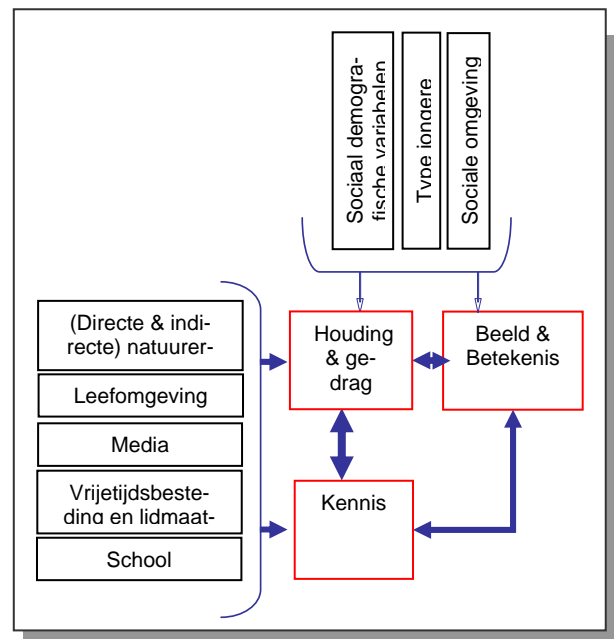 Sociaal demogra-
fische variabelen
Type jongere
Sociale omgeving
(Directe & indi-
recte) natuurer-
Leefomgeving
Media
Vrijetijdsbeste-
ding en lidmaat-
School
Houding
& ge-
drag
Beeld &
Betekenis
Kennis